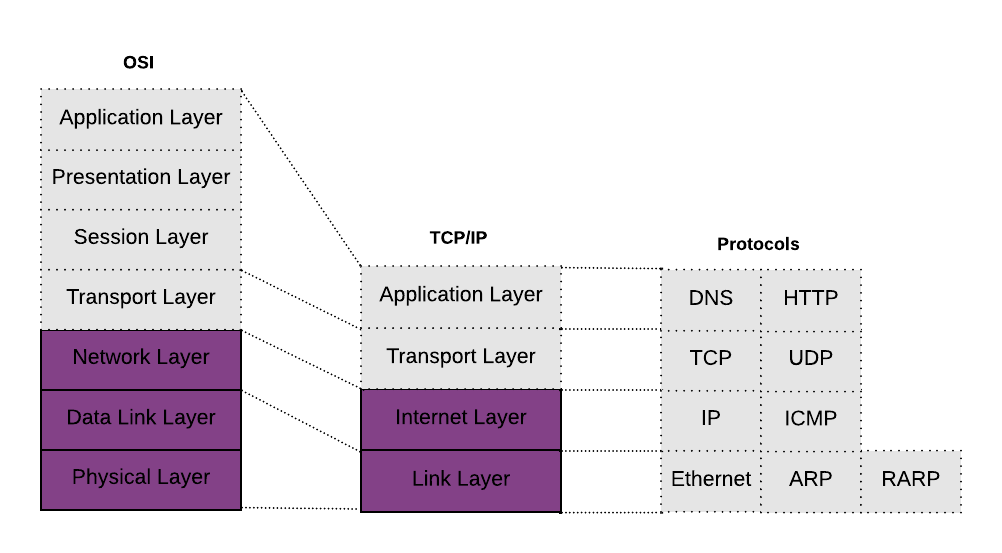 OSI
Application Layer
Presentation Layer
Session Layer
Transport Layer
Network Layer
Data Link Layer
Physical Layer
TCP/IP
Application Layer
Transport Layer
Internet Layer
Link Layer
Protocols
DNS HTTP
TCP UDP
IP ICMP
Ethernet ARP RARP